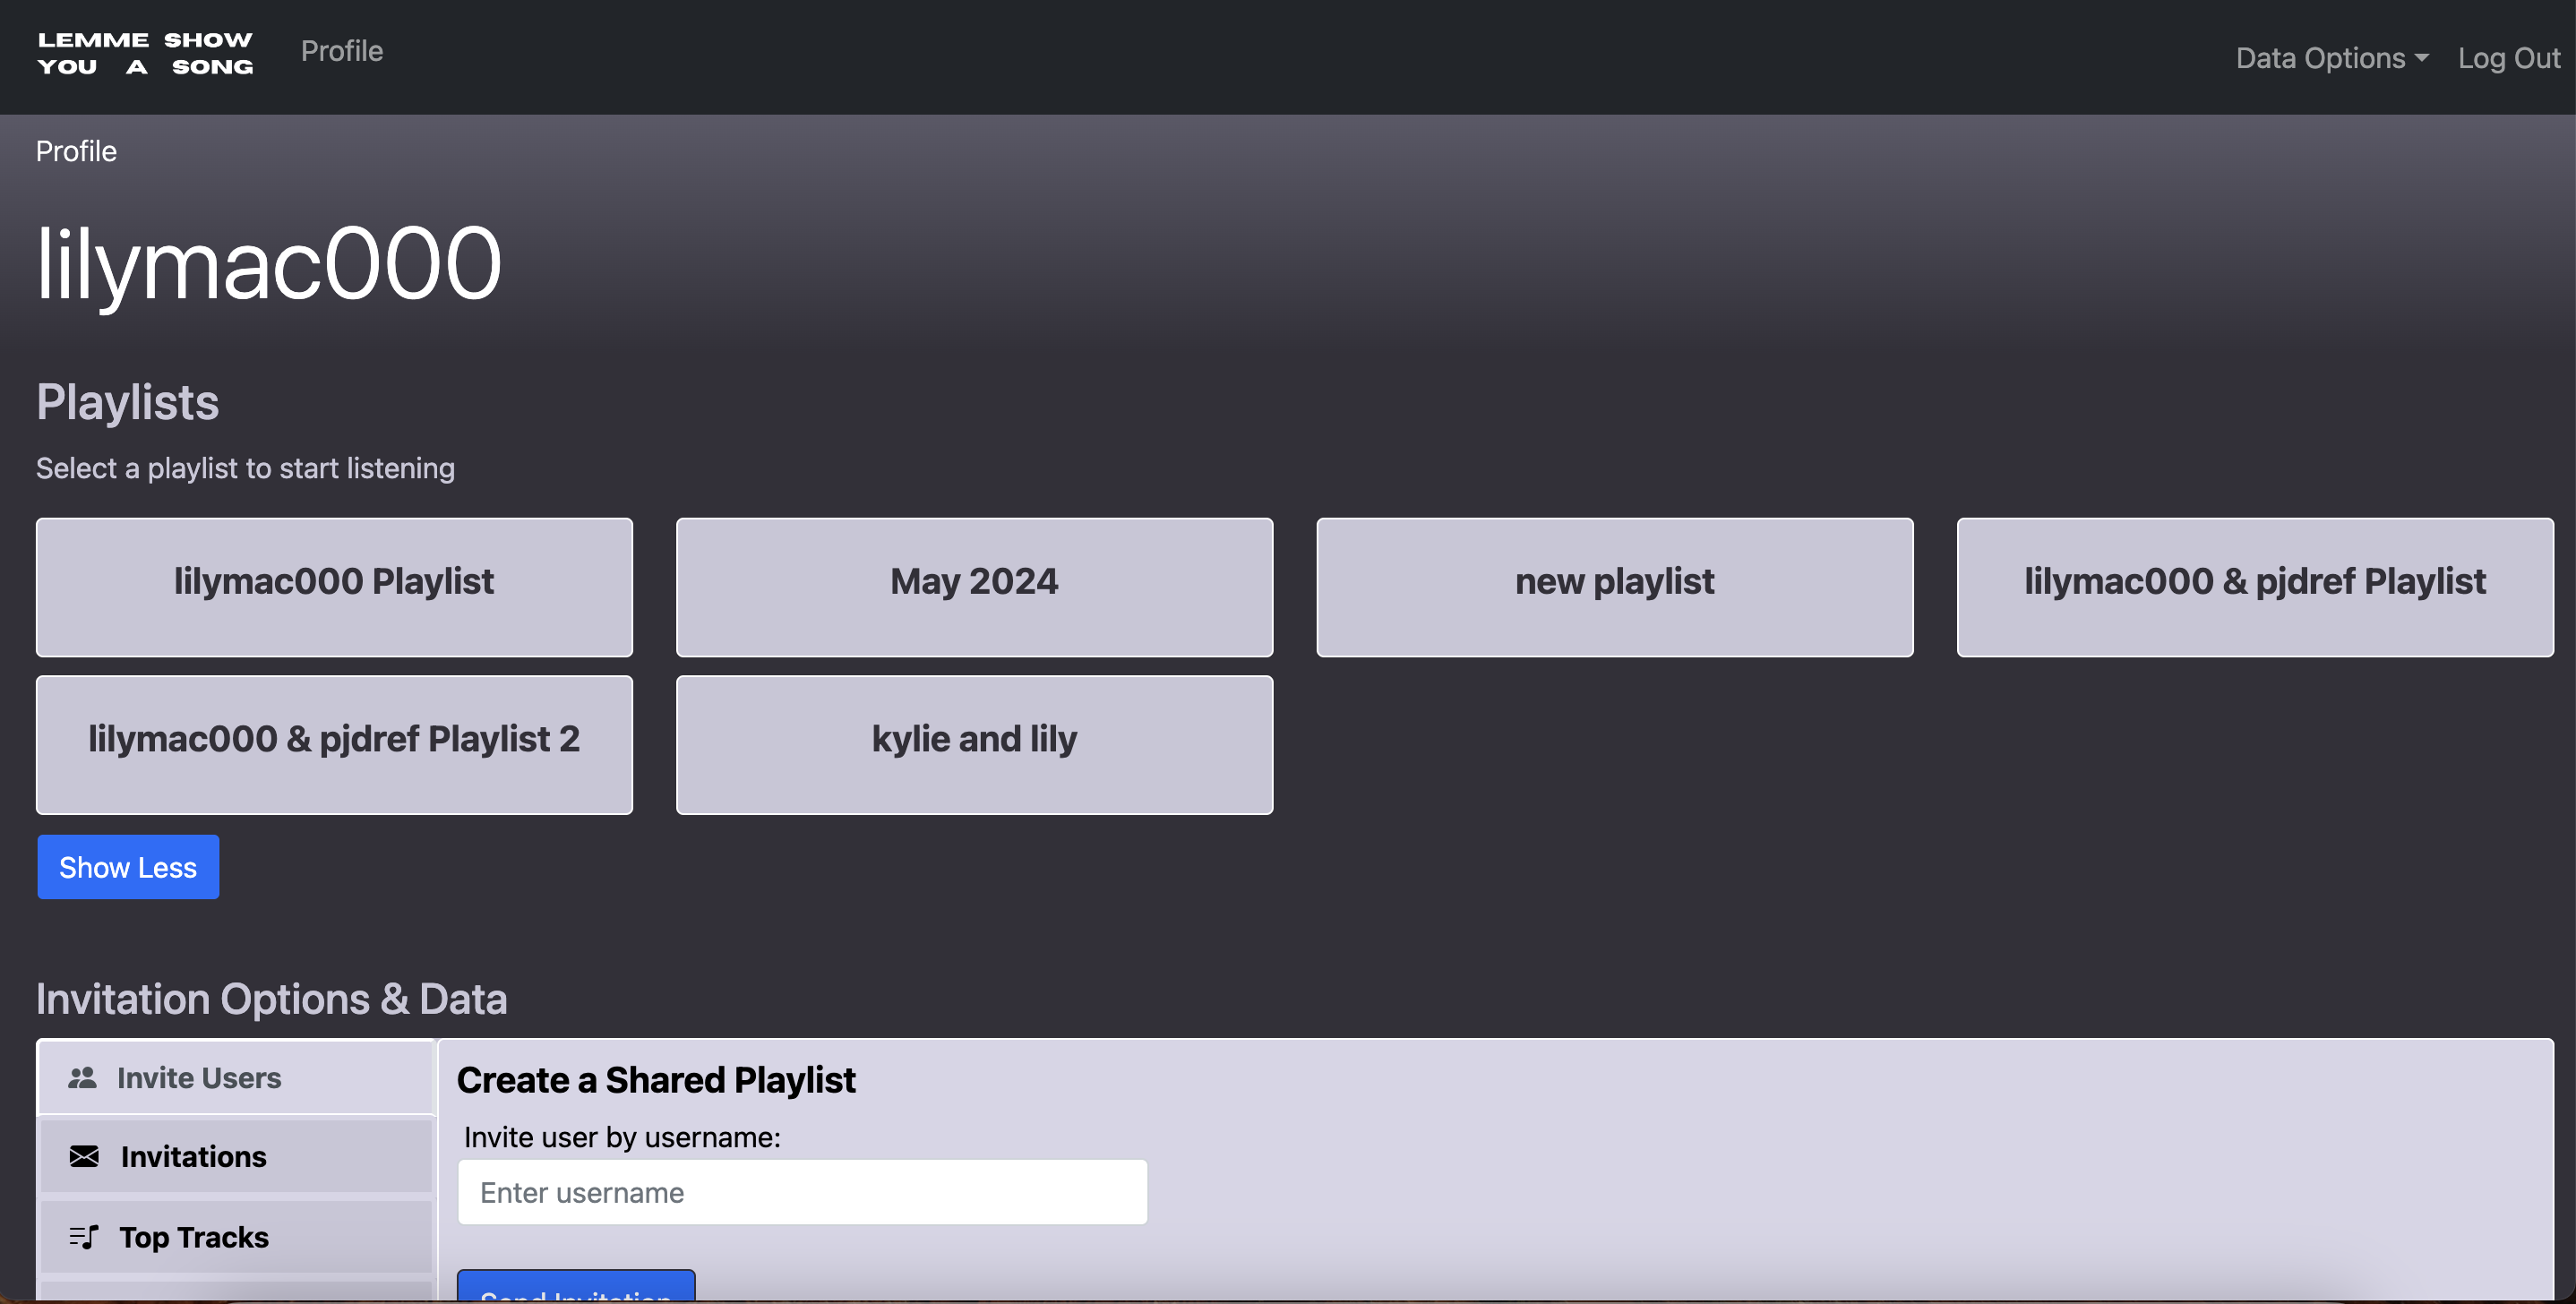 LEMME SHOW
YOU A SONG
Profile
Data Options
Log Out
Profile
lilymac000
Playlists
Select a playlist to start listening
lilymac000 Playlist
May 2024
new playlist
lilymac000 & pjdref Playlist
lilymac000 & pjdref Playlist 2
kylie and lily
Show Less
Invitation Options & Data
Invite Users
Invitations
Top Tracks
Create a Shared Playlist
Invite user by username:
Enter username
Send Invitation